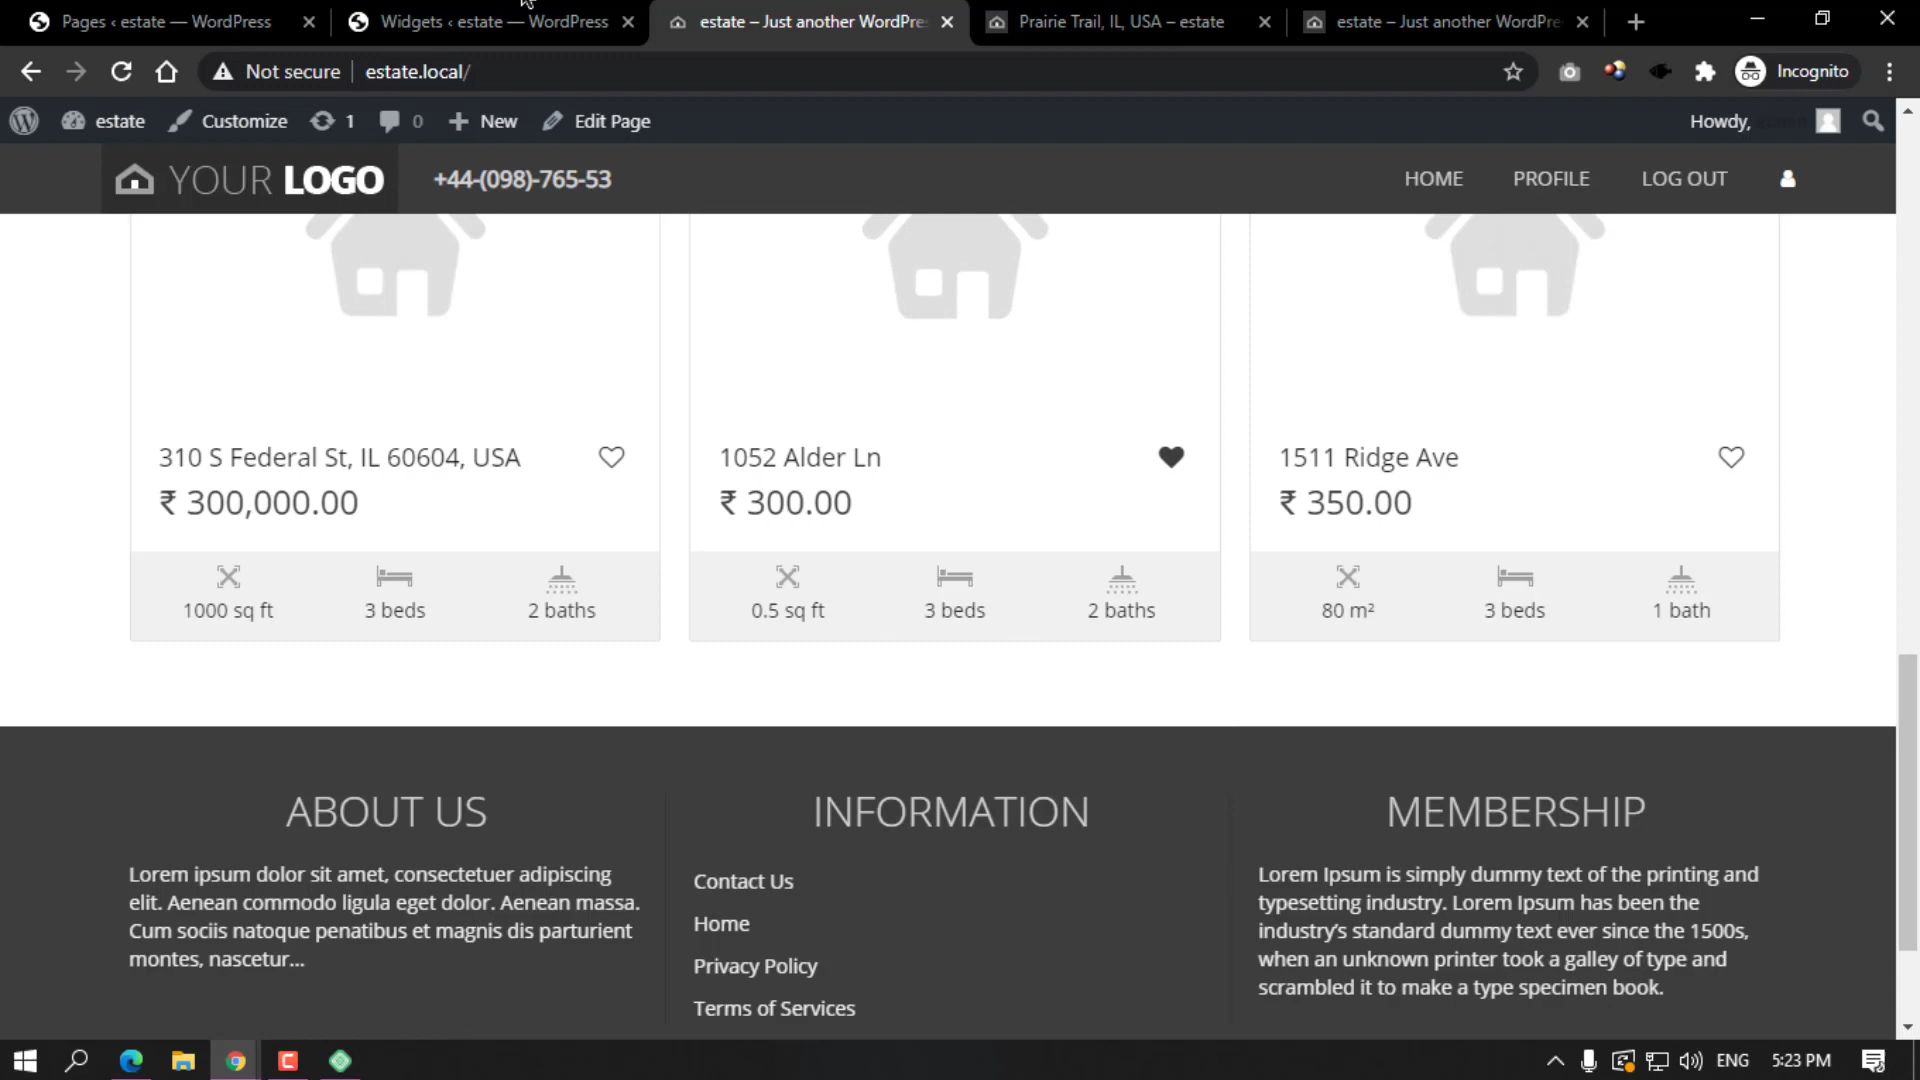 Pages ‹ estate — WordPress
Widgets ‹ estate — WordPress
estate – Just another WordPre
Prairie Trail, IL, USA – estate
estate – Just another WordPre
Not secure
estate.local/
Incognito
estate
Customize
1
0
New
Edit Page
Howdy,
YOUR LOGO
+44-(098)-765-53
HOME
PROFILE
LOG OUT
310 S Federal St, IL 60604, USA
₹ 300,000.00
1000 sq ft
3 beds
2 baths
1052 Alder Ln
₹ 300.00
0.5 sq ft
3 beds
2 baths
1511 Ridge Ave
₹ 350.00
80 m²
3 beds
1 bath
ABOUT US
Lorem ipsum dolor sit amet, consectetuer adipiscing
elit. Aenean commodo ligula eget dolor. Aenean massa.
Cum sociis natoque penatibus et magnis dis parturient
montes, nascetur...
INFORMATION
Contact Us
Home
Privacy Policy
Terms of Services
MEMBERSHIP
Lorem Ipsum is simply dummy text of the printing and
typesetting industry. Lorem Ipsum has been the
industry's standard dummy text ever since the 1500s,
when an unknown printer took a galley of type and
scrambled it to make a type specimen book.
ENG
5:23 PM